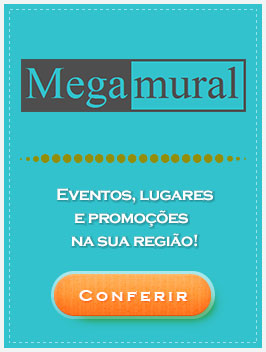 Megamural
EVENTOS, LUGARES
E PROMOÇÕES
NA SUA REGIÃO!
CONFERIR